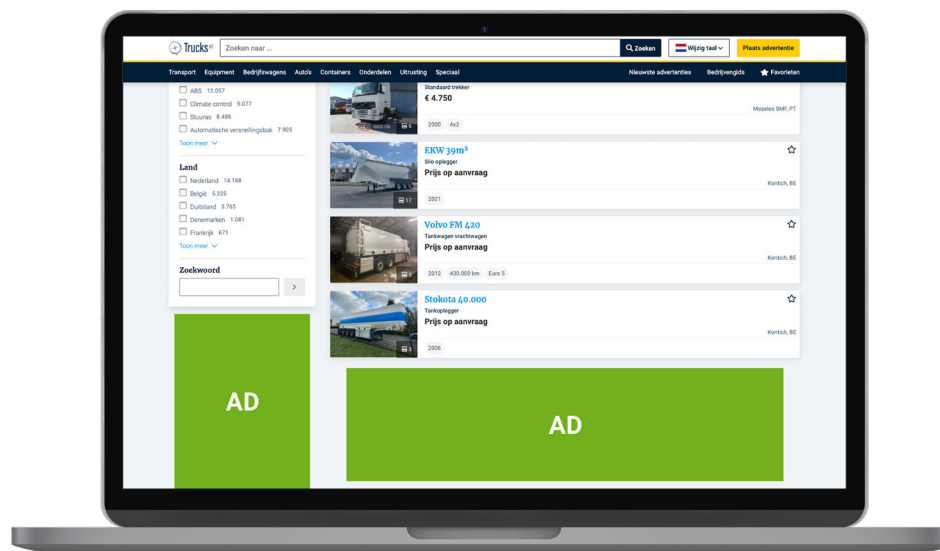 Trucks nl
Zoeken naar ...
Zoeken
Wijzig taal
Plaats advertentie
Transport Equipment Bedrijfswagens Auto's Containers Onderdelen Uitrusting Speciaal
Nieuwste advertenties Bedrijvengids Favorieten
ABS 12.057
Climate control 9.077
Stuuras 8.488
Automatische versnellingsbak 7.905
Toon meer
Land
Nederland 14.188
België 5.225
Duitsland 3.765
Denemarken 1.081
Frankrijk 671
Toon meer
Zoekwoord
AD
Standaard trekker
€ 4.750
Mozelos SMF, PT
6
2000 4x2
EKW 39m³
Silo oplegger
Prijs op aanvraag
Kontich, BE
17
2021
Volvo FM 420
Tankwagen vrachtwagen
Prijs op aanvraag
Kontich, BE
2012 430.000 km Euro 5
Stokota 40.000
Tankoplegger
Prijs op aanvraag
Kontich, BE
3
2006
AD